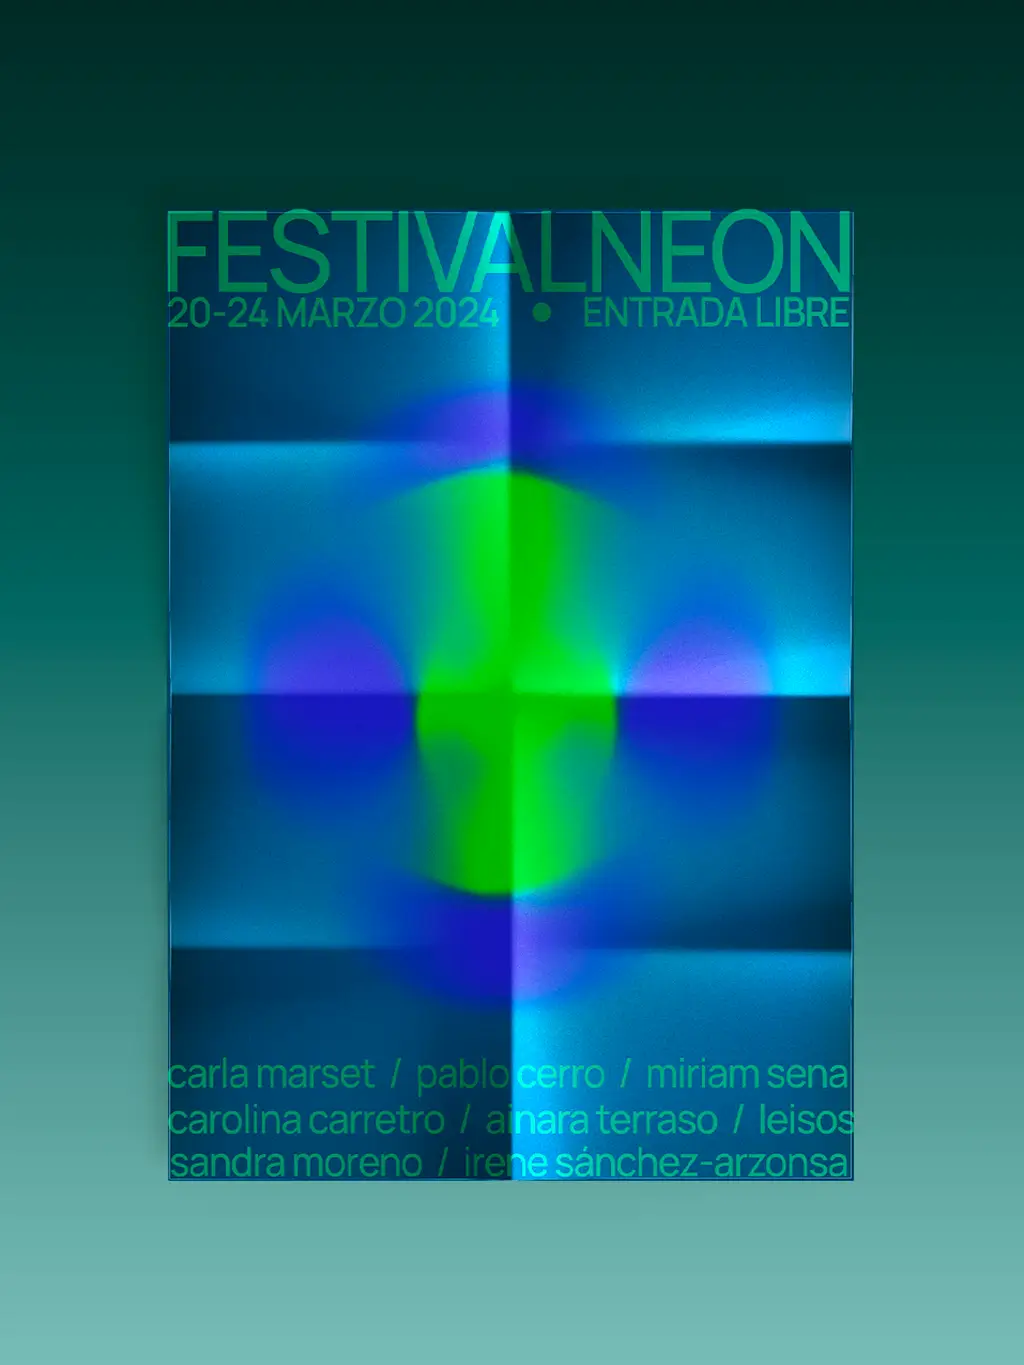 FESTIVALNEON
20-24 MARZO 2024 • ENTRADA LIBRE
carla marset / pablo cerro / miriam sena
carolina carretro / ainara terraso / leisos
sandra moreno / irene sánchez-arzonsa